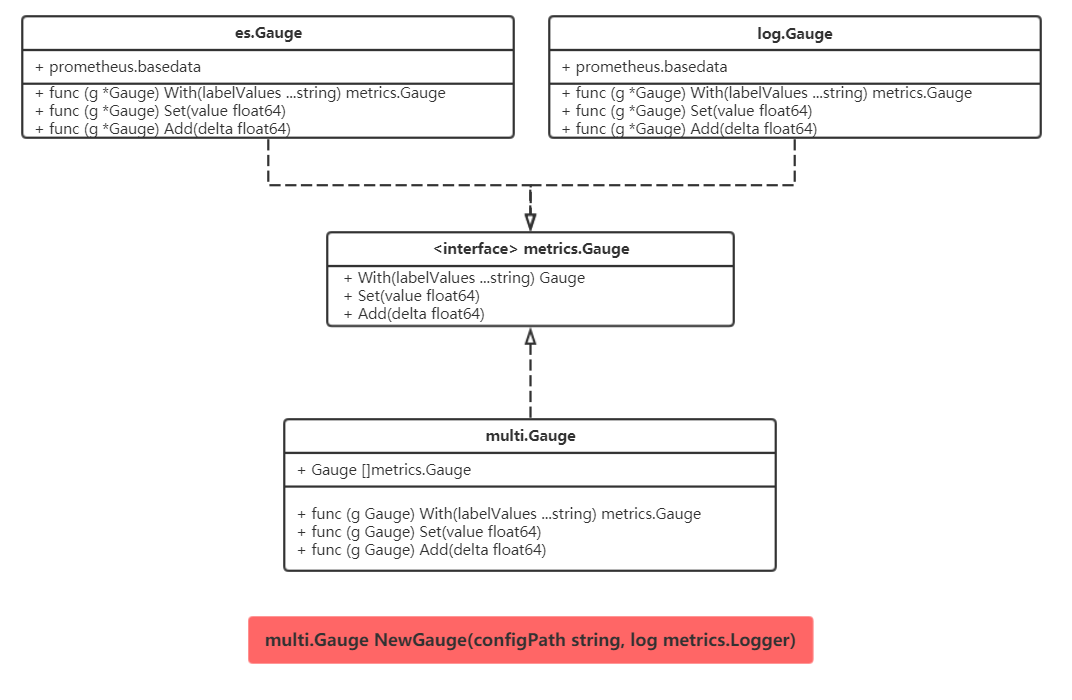 es.Gauge
+ prometheus.basedata
+ func (g *Gauge) With(labelValues ...string) metrics.Gauge
+ func (g *Gauge) Set(value float64)
+ func (g *Gauge) Add(delta float64)
log.Gauge
+ prometheus.basedata
+ func (g *Gauge) With(labelValues ...string) metrics.Gauge
+ func (g *Gauge) Set(value float64)
+ func (g *Gauge) Add(delta float64)
<interface> metrics.Gauge
+ With(labelValues ...string) Gauge
+ Set(value float64)
+ Add(delta float64)
multi.Gauge
+ Gauge []metrics.Gauge
+ func (g Gauge) With(labelValues ...string) metrics.Gauge
+ func (g Gauge) Set(value float64)
+ func (g Gauge) Add(delta float64)
multi.Gauge NewGauge(configPath string, log metrics.Logger)